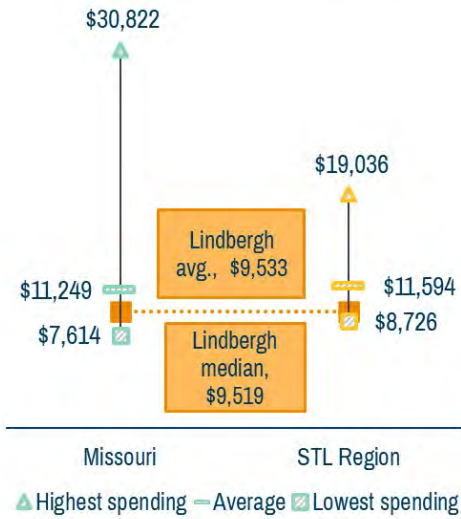 $30,822
$19,036
Lindbergh
avg., $9,533
$11,249
$11,594
$7,614
$8,726
Lindbergh
median,
$9,519
Missouri
STL Region
Highest spending
Average
Lowest spending